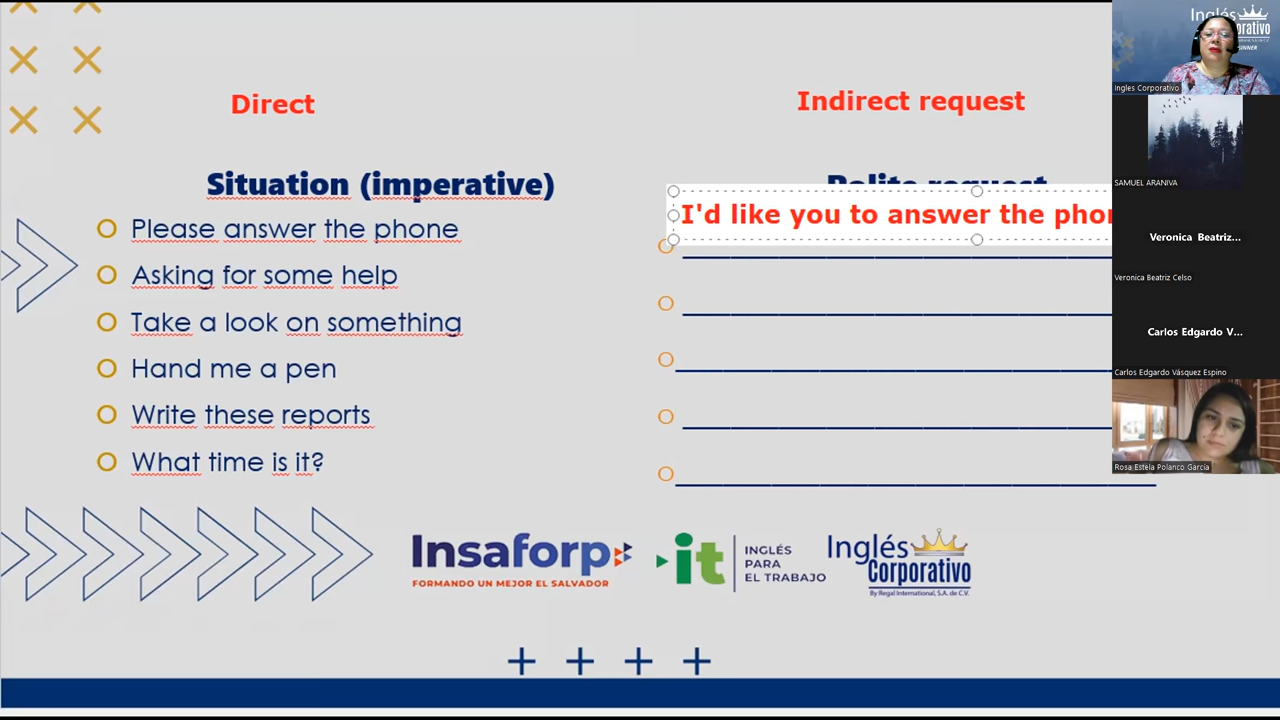 Direct
Indirect request
Situation (imperative)
Polite request
Please answer the phone
Asking for some help
Take a look on something
Hand me a pen
Write these reports
What time is it?
I'd like you to answer the phon
Insaforp
FORMANDO UN MEJOR EL SALVADOR
it
INGLÉS
PARA
EL TRABAJO
Inglés
Corporativo
By Regal International, S.A. de C.V.
Inglés
Ingles Corporativo
SAMUEL ARANIVA
Veronica Beatriz...
Veronica Beatriz Celso
Carlos Edgardo V...
Carlos Edgardo Vásquez Espino
Rosa Estela Polanco García